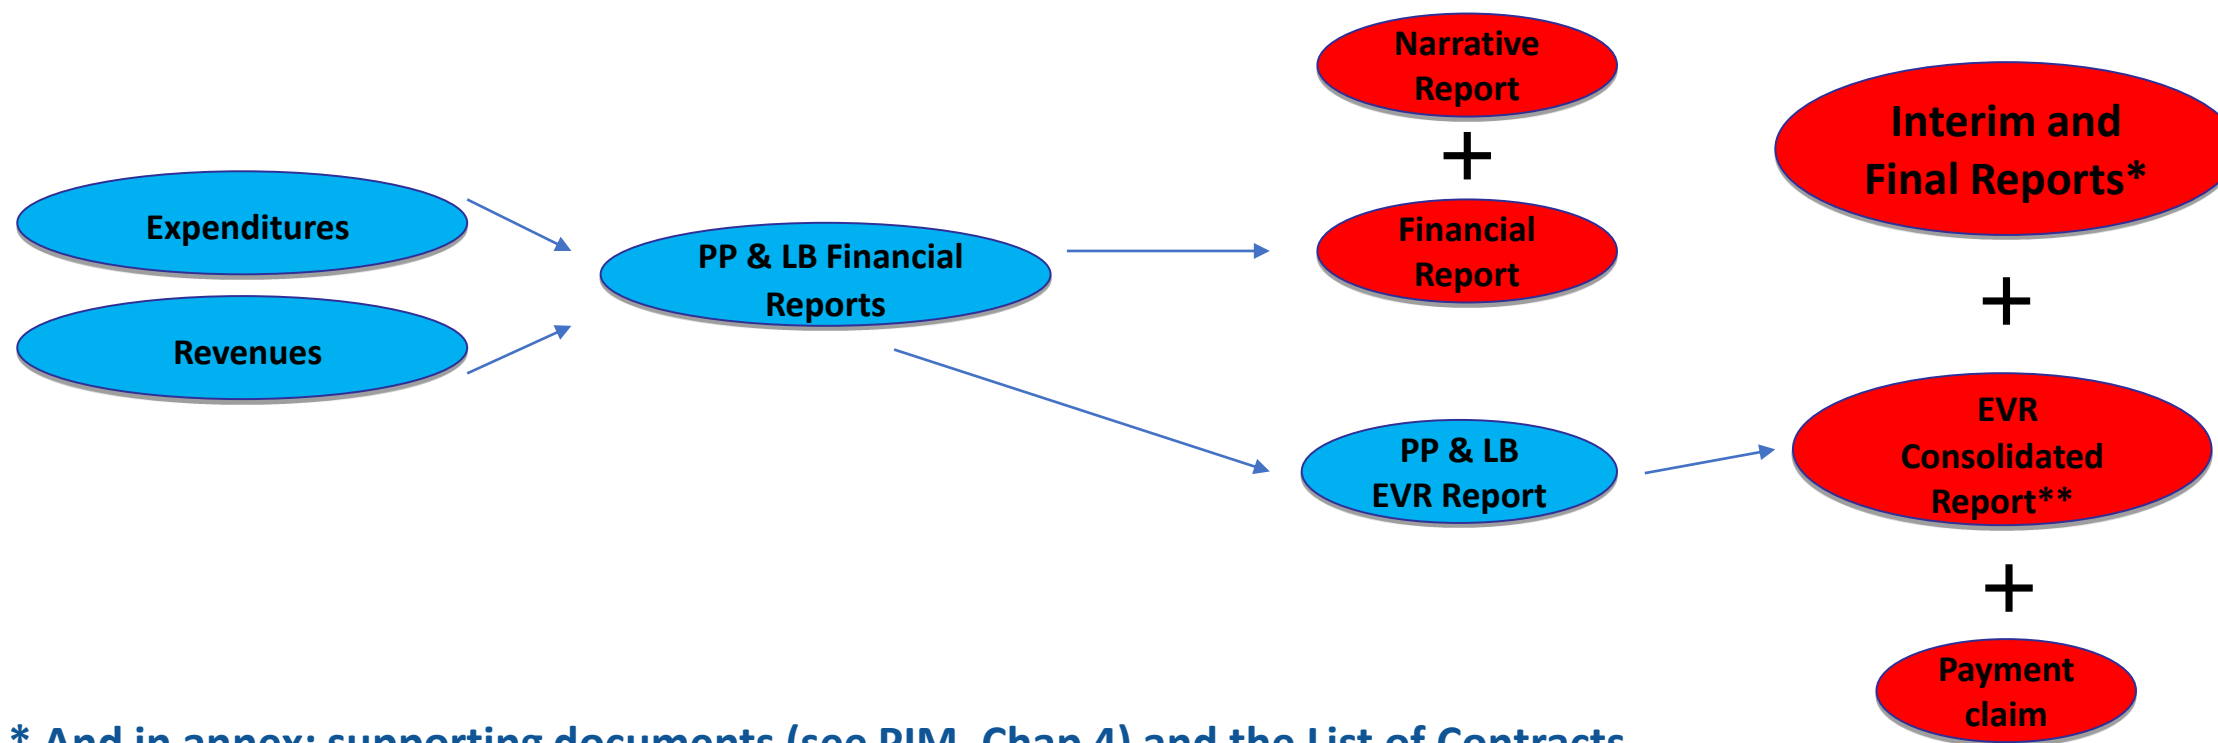 Narrative
Report
+
Financial
Report
Interim and
Final Reports*
+
Expenditures
Revenues
PP & LB Financial
Reports
PP & LB
EVR Report
EVR
Consolidated
Report**
+
Payment
claim
* And in annex: supporting documents (see PIM, Chap 4) and the List of Contracts